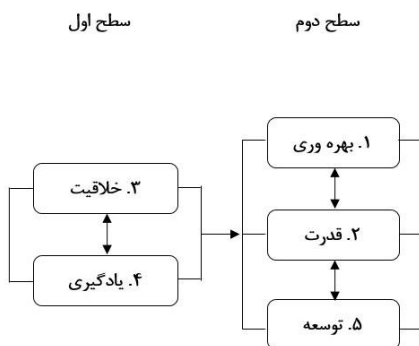 سطح دوم
سطح اول
۱. بهره وری
۳. خلاقیت
۲. قدرت
۴. یادگیری
۵. توسعه